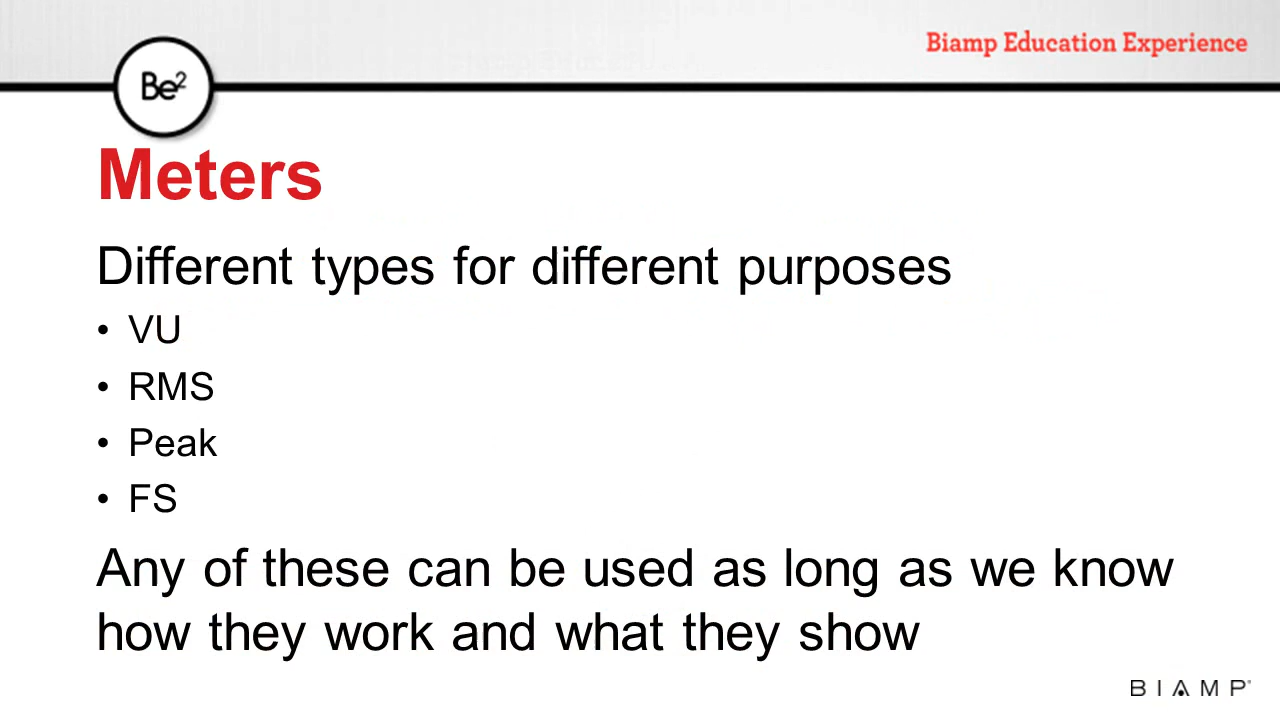 Biamp Education Experience
Be²
Meters
Different types for different purposes
• VU
• RMS
• Peak
• FS
Any of these can be used as long as we know
how they work and what they show
BIAMP